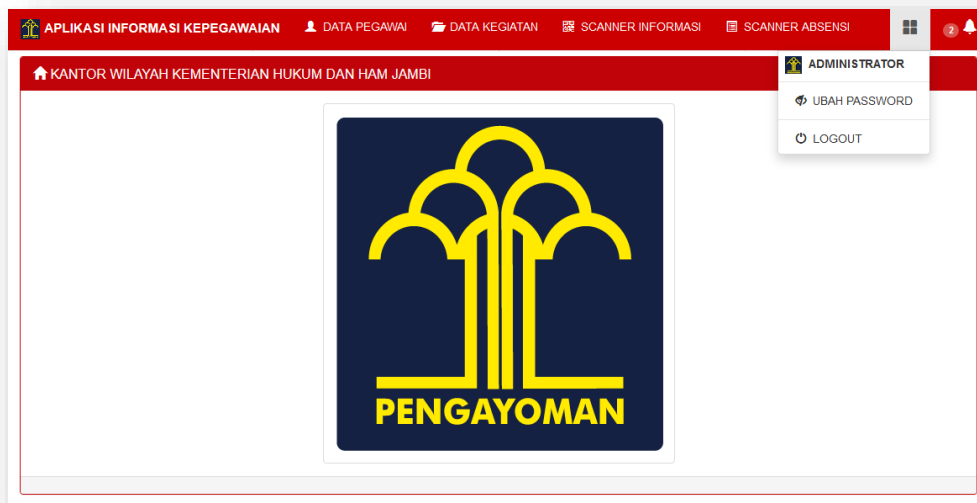 APLIKASI INFORMASI KEPEGAWAIAN DATA PEGAWAI DATA KEGIATAN SCANNER INFORMASI SCANNER ABSENSI 2
KANTOR WILAYAH KEMENTERIAN HUKUM DAN HAM JAMBI
ADMINISTRATOR
UBAH PASSWORD
LOGOUT
PENGAYOMAN